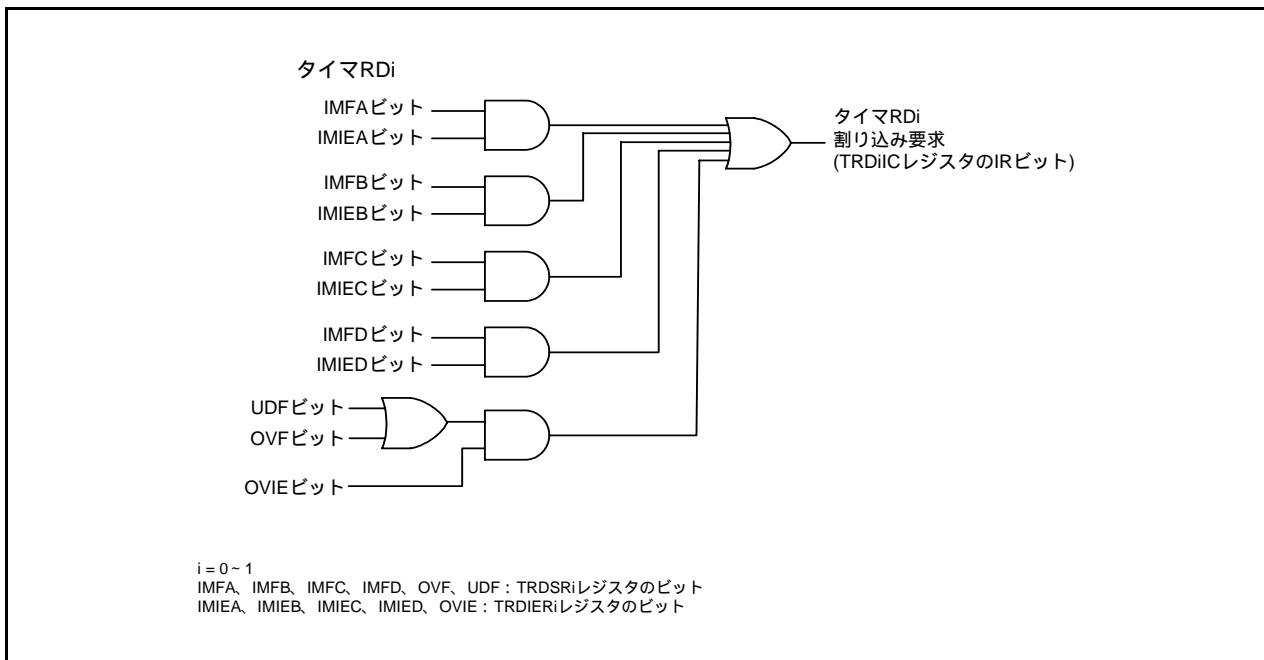 タイマRDi
IMFAビット
IMIEAビット
IMFBビット
IMIEBビット
IMFCビット
IMIECビット
IMFDビット
IMIEDビット
UDFビット
OVFビット
OVIEビット
タイマRDi
割り込み要求
(TRDiICレジスタのIRビット)
i = 0~1
IMFA、IMFB、IMFC、IMFD、OVF、UDF：TRDSRiレジスタのビット
IMIEA、IMIEB、IMIEC、IMIED、OVIE：TRDIERiレジスタのビット